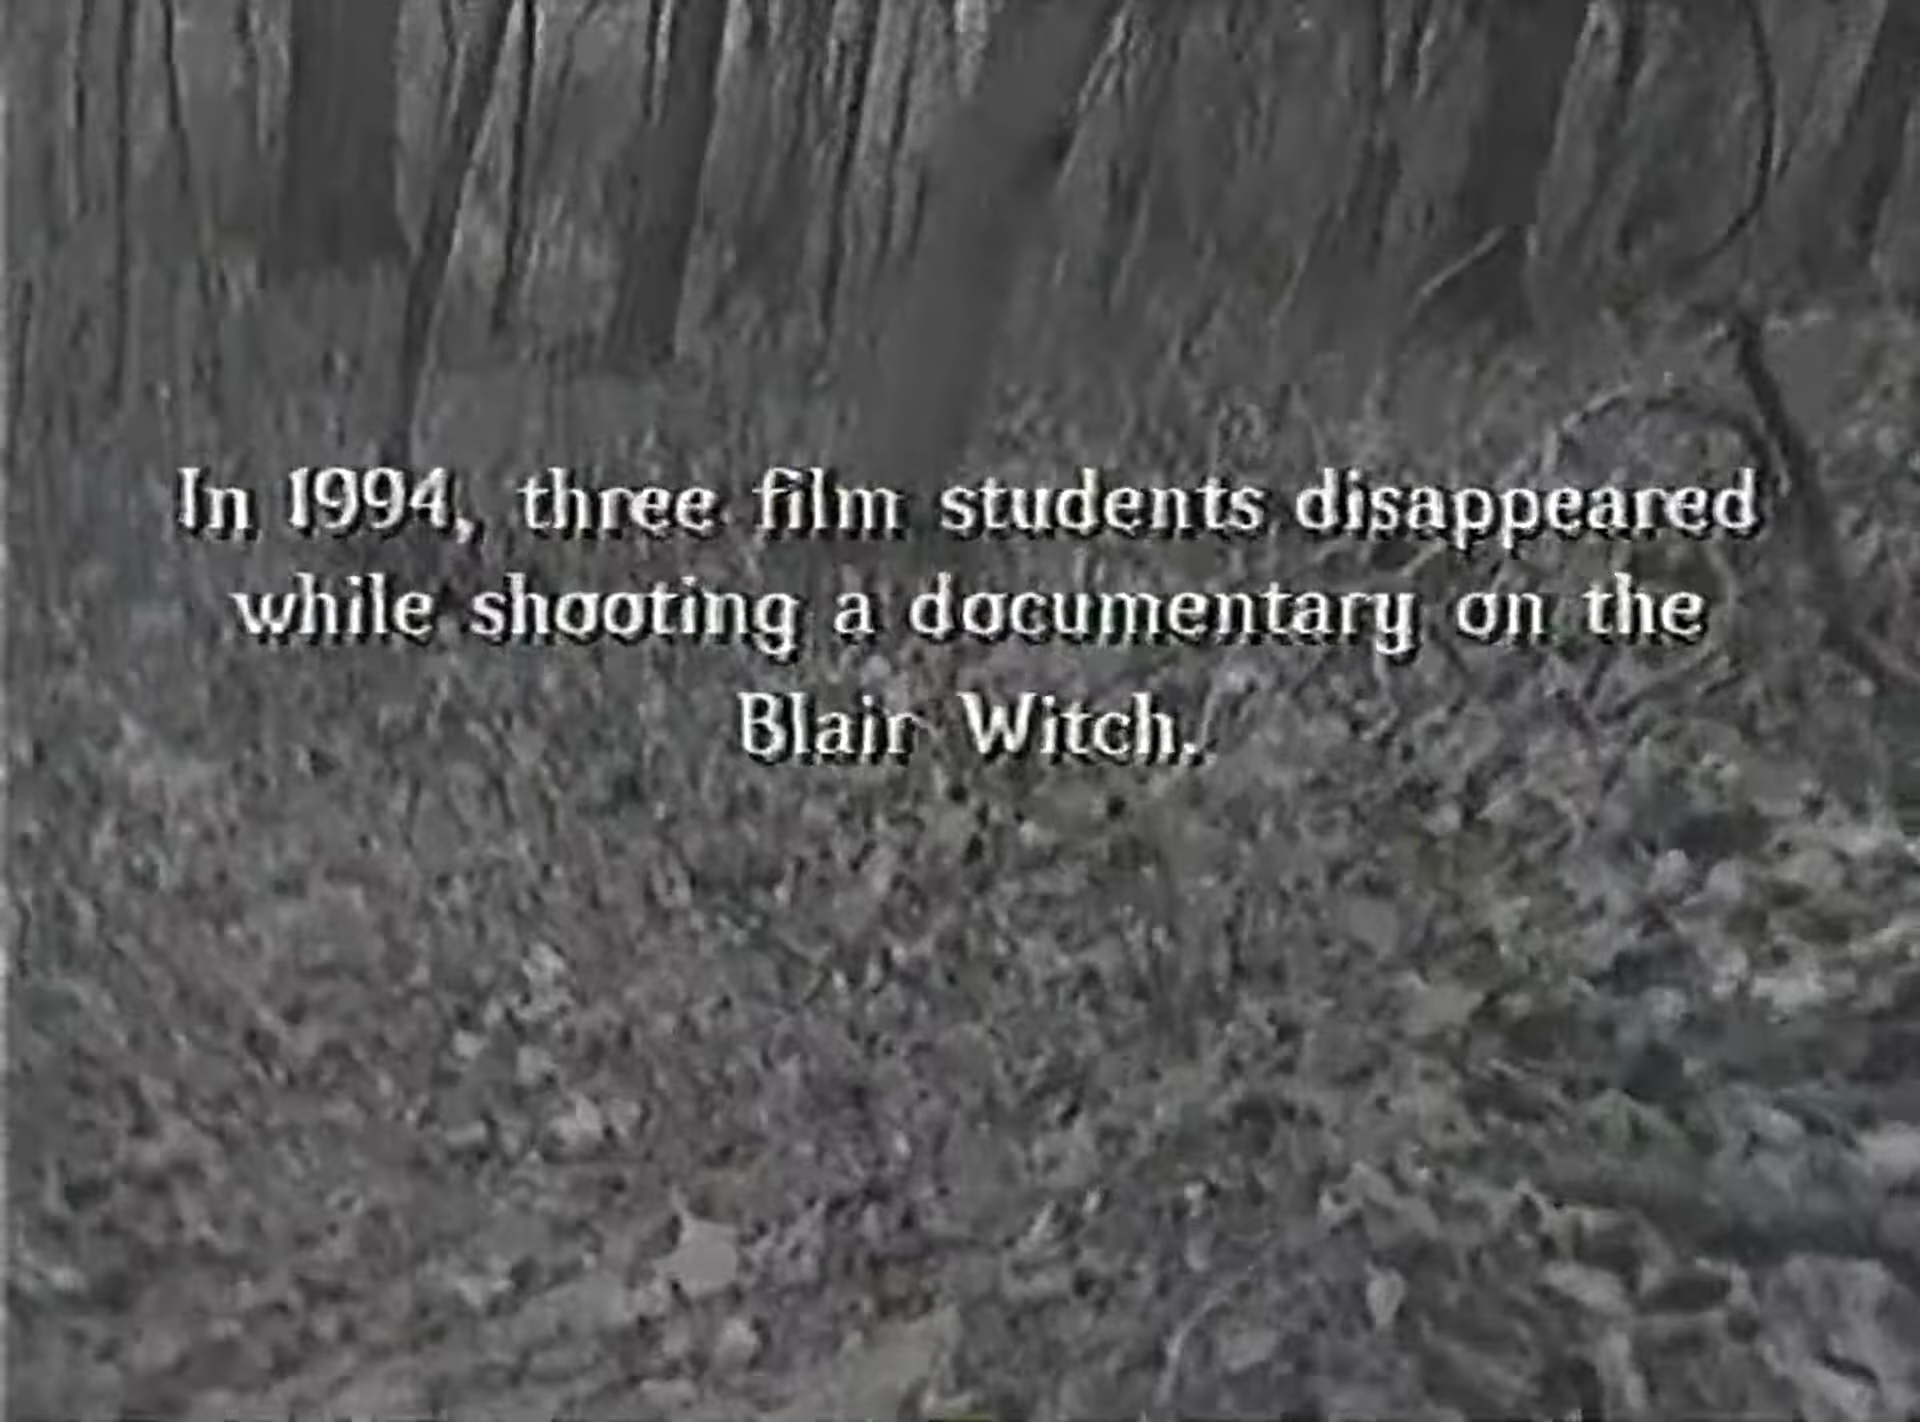 In 1994, three film students disappeared
while shooting a documentary on the
Blair Witch.